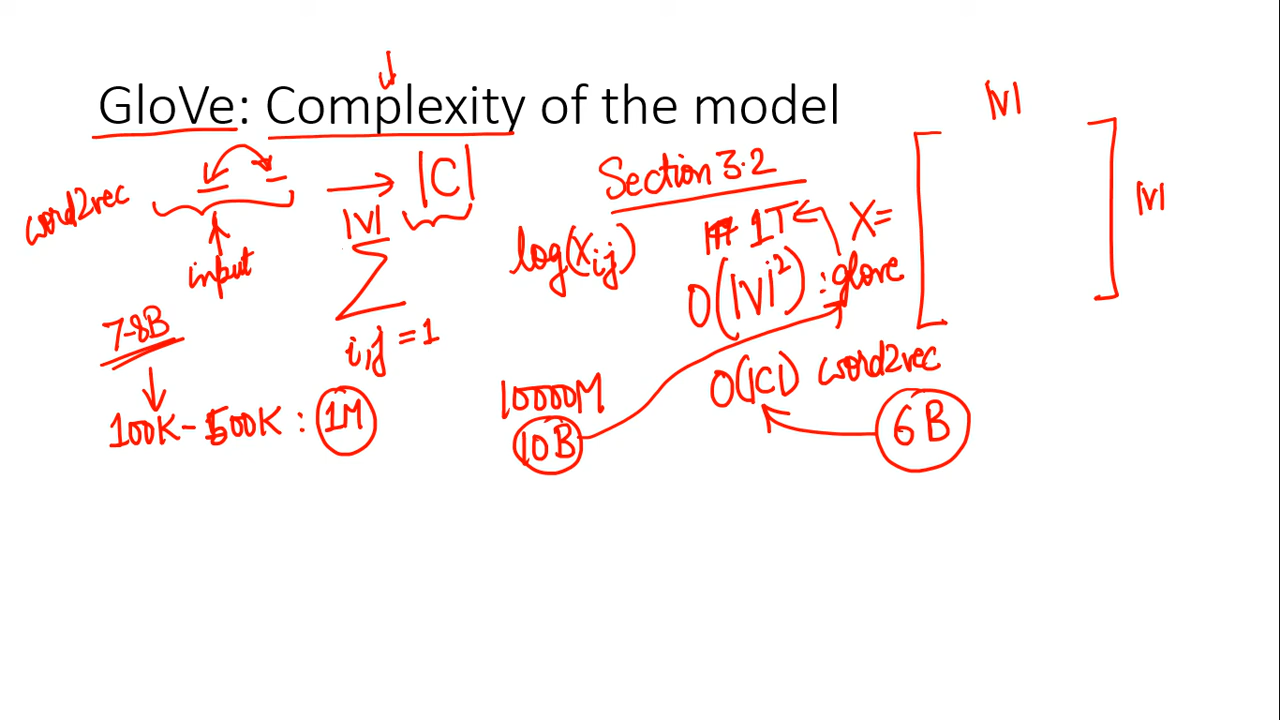 GloVe: Complexity of the model
|V|
word2vec
|C|
Section 3.2
input
|V|
∑
i,j = 1
log(Xij)
1T
O(|V|²) : glove
X =
|V|
7-8B
100K - 500K : 1M
10000M
10B
O(|C|) word2vec
6B